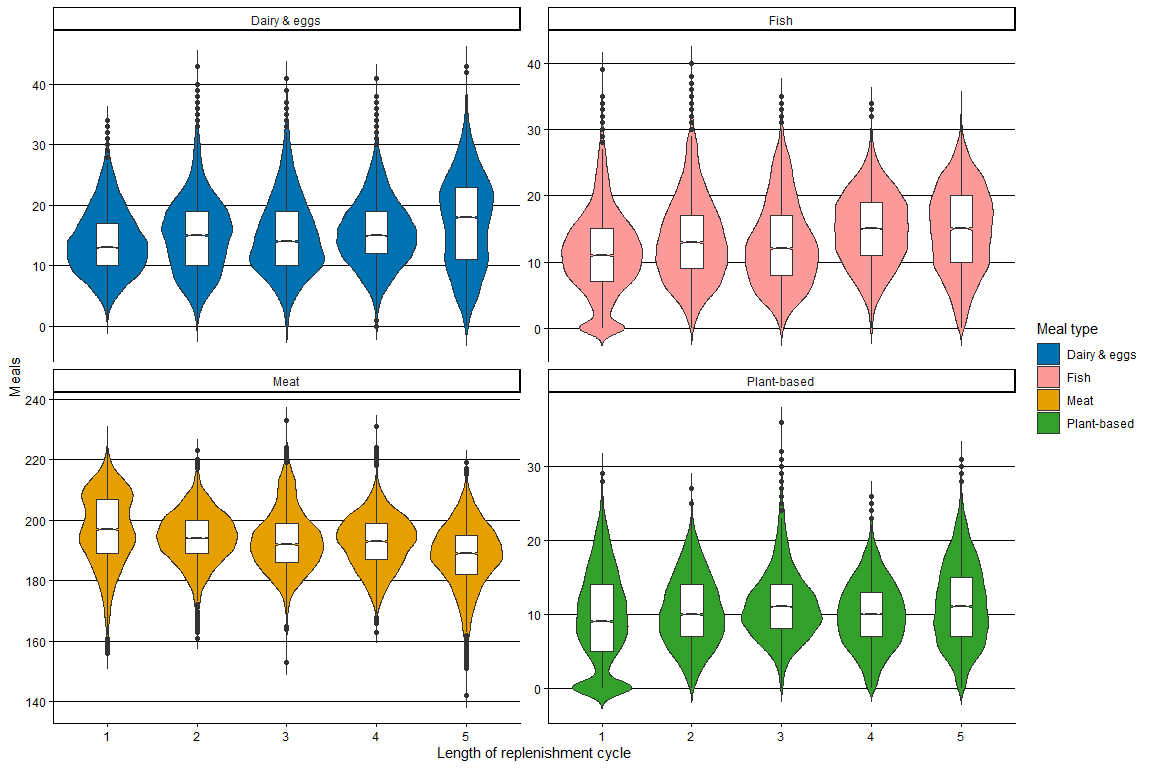 Dairy & eggs
Fish
40
30
20
10
0
40
30
20
10
0
Meals
Meat
Plant-based
240
220
200
180
160
140
30
20
10
0
1 2 3 4 5
1 2 3 4 5
Length of replenishment cycle
Meal type
Dairy & eggs
Fish
Meat
Plant-based